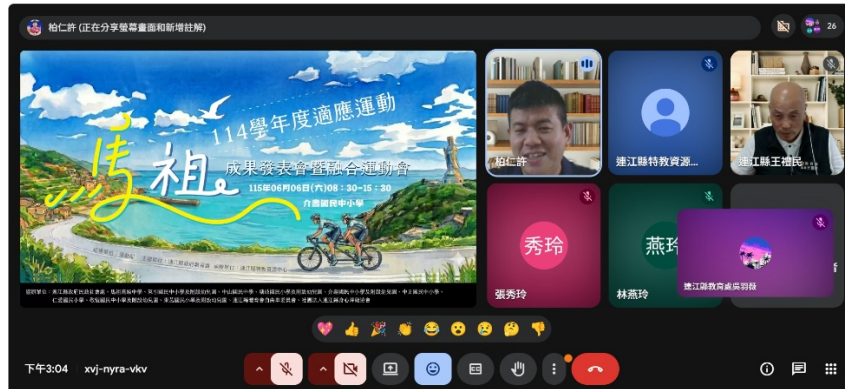 柏仁許 (正在分享螢幕畫面和新增註解)
26
114學年度適應運動
馬祖
成果發表會暨融合運動會
115年06月06日(六)08：30-15：30
介壽國民中小學
柏仁許
連江縣特教資源...
連江縣王禮民
秀玲
張秀玲
燕玲
林燕玲
連江縣教育處吳羽薇
下午3:04
xvj-nyra-vkv